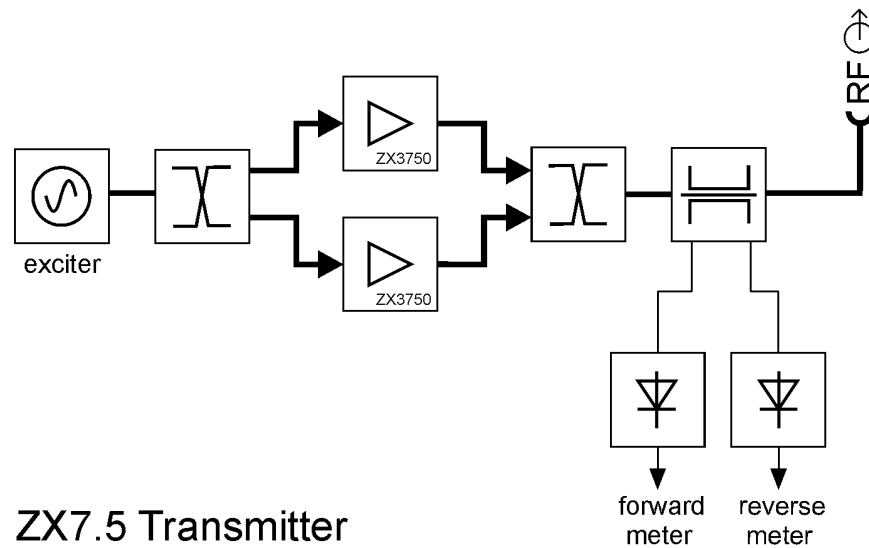 RF
ZX3750
exciter
ZX3750
forward
meter
reverse
meter
ZX7.5 Transmitter